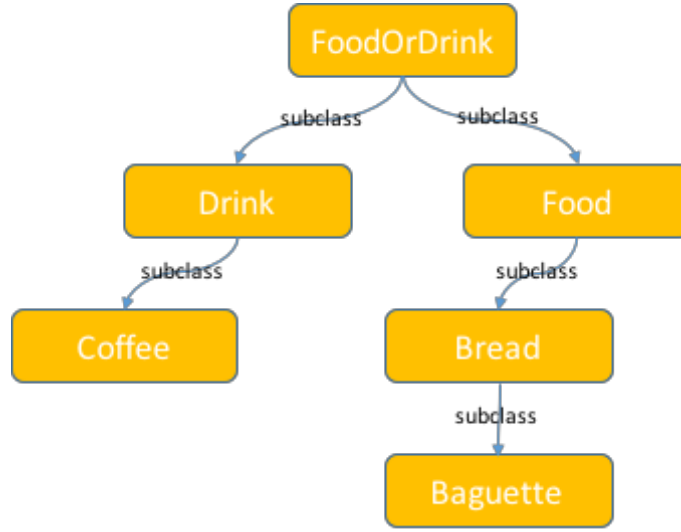 FoodOrDrink
subclass
subclass
Drink
Food
subclass
subclass
Coffee
Bread
subclass
Baguette